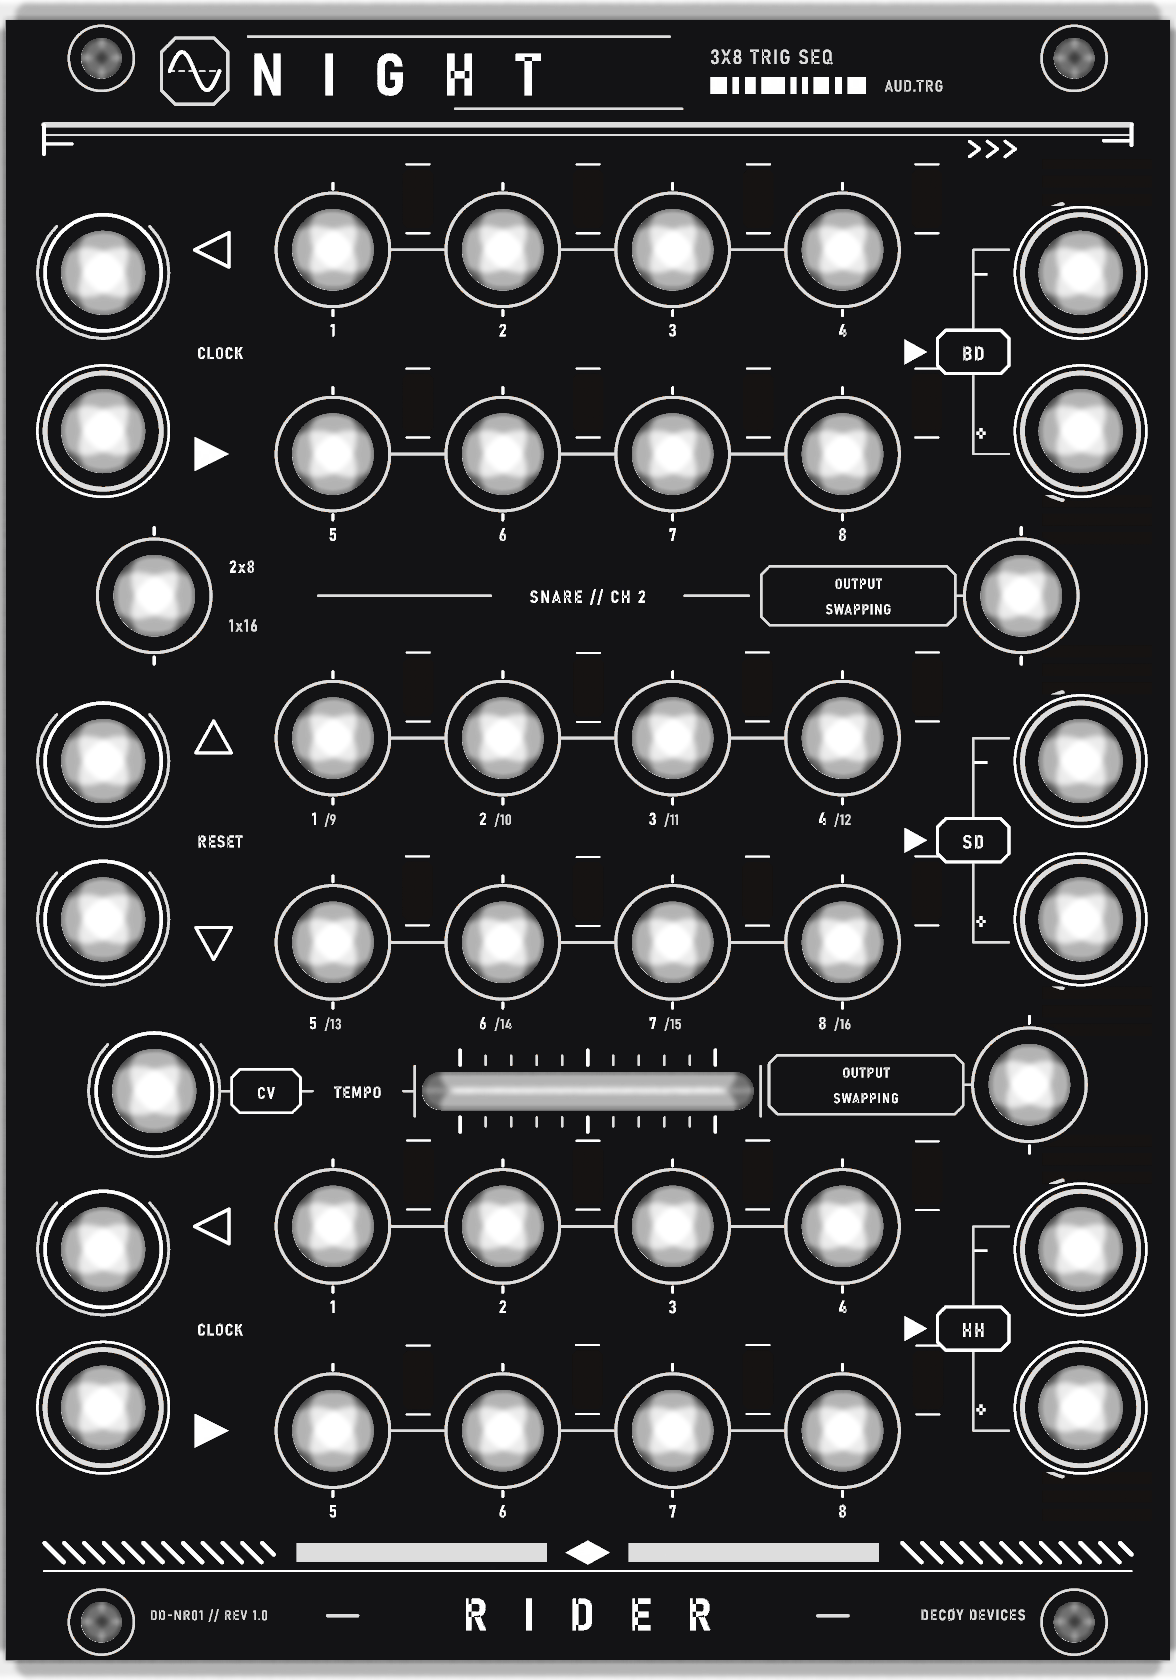 NIGHT
3X8 TRIG SEQ
AUD.TRG
1 2 3 4
CLOCK
BD
5 6 7 8
2x8
1x16
SNARE // CH 2
OUTPUT
SWAPPING
1 /9 2 /10 3 /11 4 /12
RESET
SD
5 /13 6 /14 7 /15 8 /16
CV
TEMPO
OUTPUT
SWAPPING
1 2 3 4
CLOCK
HH
5 6 7 8
DD-NR01 // REV 1.0
RIDER
DECOY DEVICES